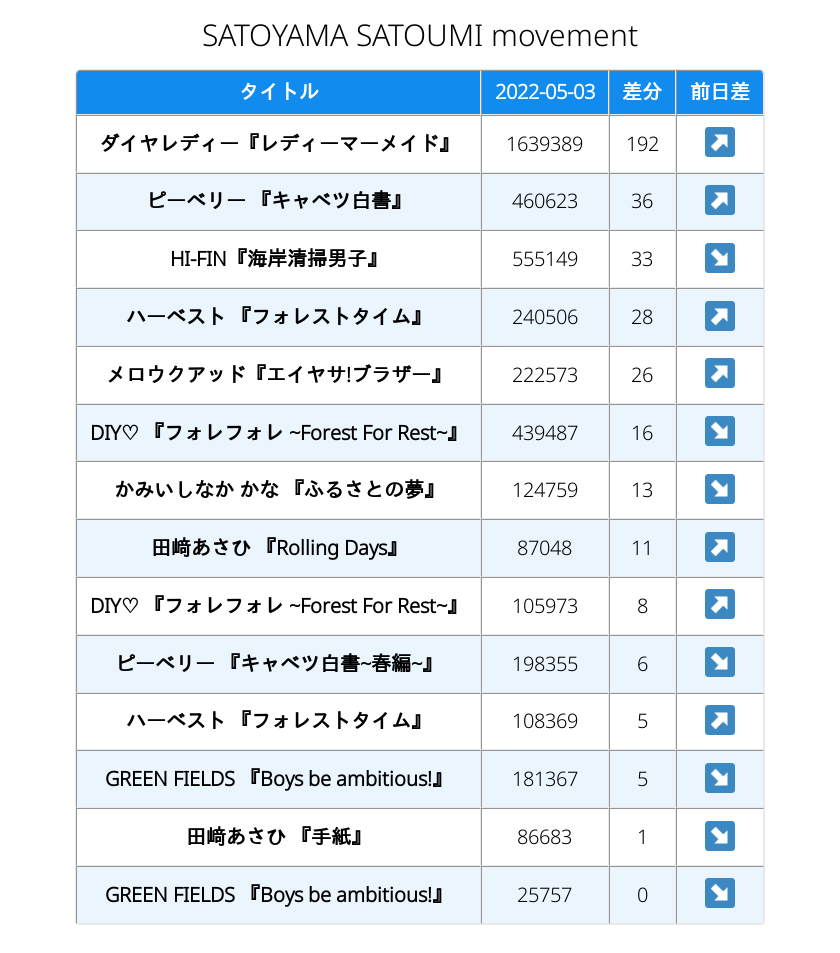 SATOYAMA SATOUMI movement
タイトル 2022-05-03 差分 前日差
ダイヤレディー『レディーマーメイド』 1639389 192 ↗
ピーベリー 『キャベツ白書』 460623 36 ↗
HI-FIN『海岸清掃男子』 555149 33 ↘
ハーベスト 『フォレストタイム』 240506 28 ↗
メロウクアッド『エイヤサ!ブラザー』 222573 26 ↗
DIY♡ 『フォレフォレ ~Forest For Rest~』 439487 16 ↘
かみいしなか かな 『ふるさとの夢』 124759 13 ↘
田﨑あさひ 『Rolling Days』 87048 11 ↗
DIY♡ 『フォレフォレ ~Forest For Rest~』 105973 8 ↗
ピーベリー 『キャベツ白書~春編~』 198355 6 ↘
ハーベスト 『フォレストタイム』 108369 5 ↗
GREEN FIELDS 『Boys be ambitious!』 181367 5 ↘
田﨑あさひ 『手紙』 86683 1 ↘
GREEN FIELDS 『Boys be ambitious!』 25757 0 ↘